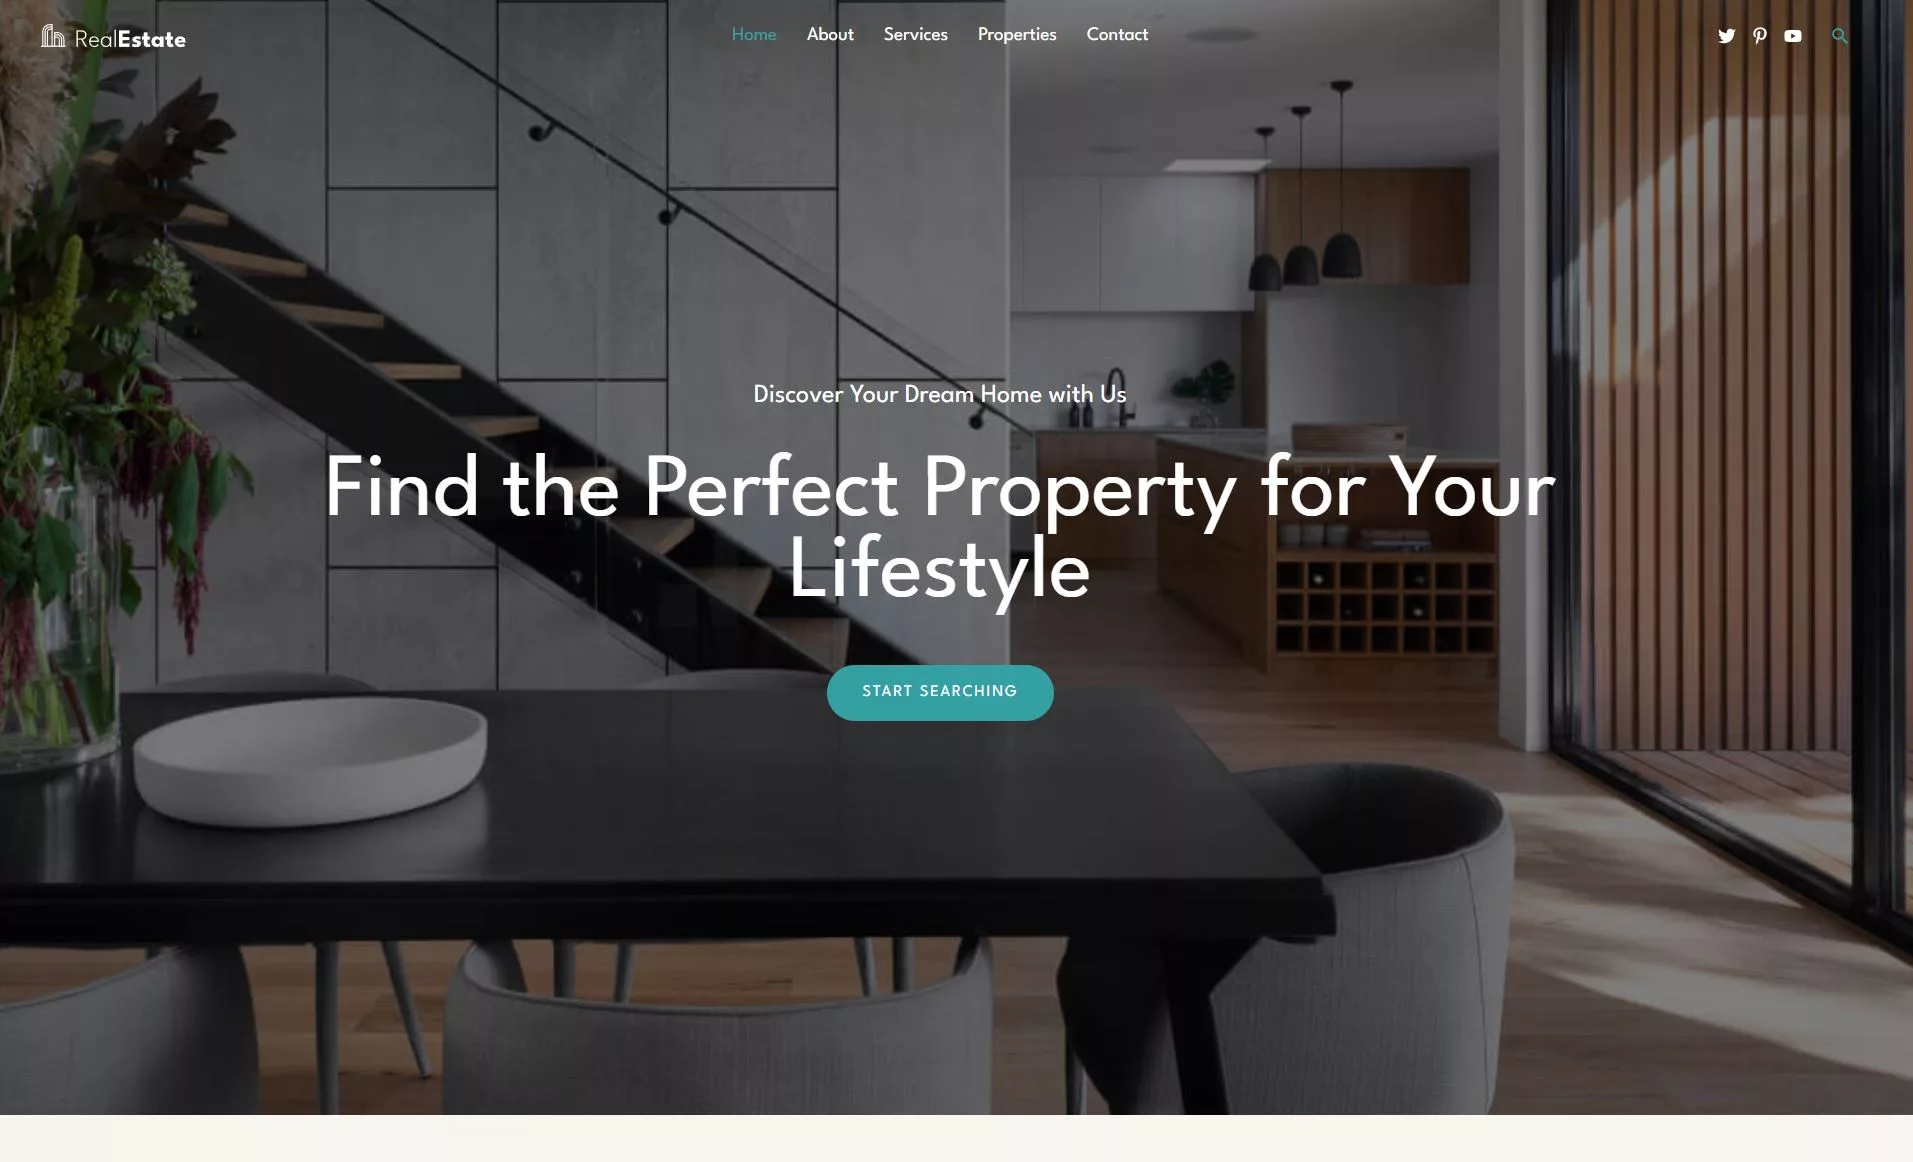 RealEstate
Home About Services Properties Contact
Discover Your Dream Home with Us
Find the Perfect Property for Your
Lifestyle
START SEARCHING